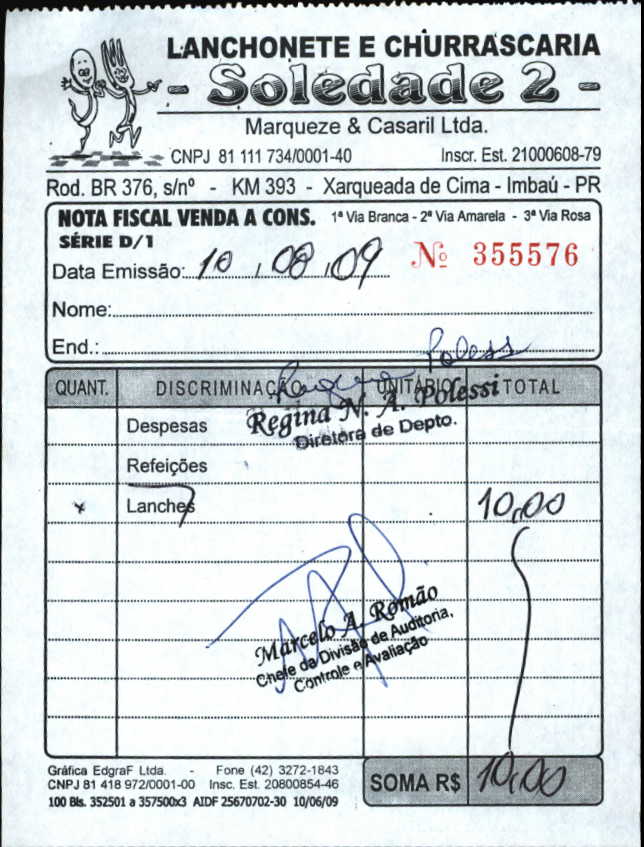 LANCHONETE E CHURRASCARIA
- Soledade 2 -
Marqueze & Casaril Ltda.
CNPJ 81 111 734/0001-40 Inscr. Est. 21000608-79
Rod. BR 376, s/nº - KM 393 - Xarqueada de Cima - Imbaú - PR
NOTA FISCAL VENDA A CONS. 1ª Via Branca - 2ª Via Amarela - 3ª Via Rosa
SÉRIE D/1
Data Emissão: 10, 08, 09 Nº 355576
Nome:
End.:
QUANT. DISCRIMINAÇÃO UNITÁRIO TOTAL
Regina N. A. Polessi
Diretora de Depto.
Despesas
Refeições
x Lanches 10,00
Marcelo A. Romão
Chefe da Divisão de Auditoria,
Controle e Avaliação
SOMA R$ 10,00
Gráfica EdgraF Ltda. - Fone (42) 3272-1843
CNPJ 81 418 972/0001-00 Insc. Est. 20800854-46
100 Bls. 352501 a 357500x3 AIDF 25670702-30 10/06/09